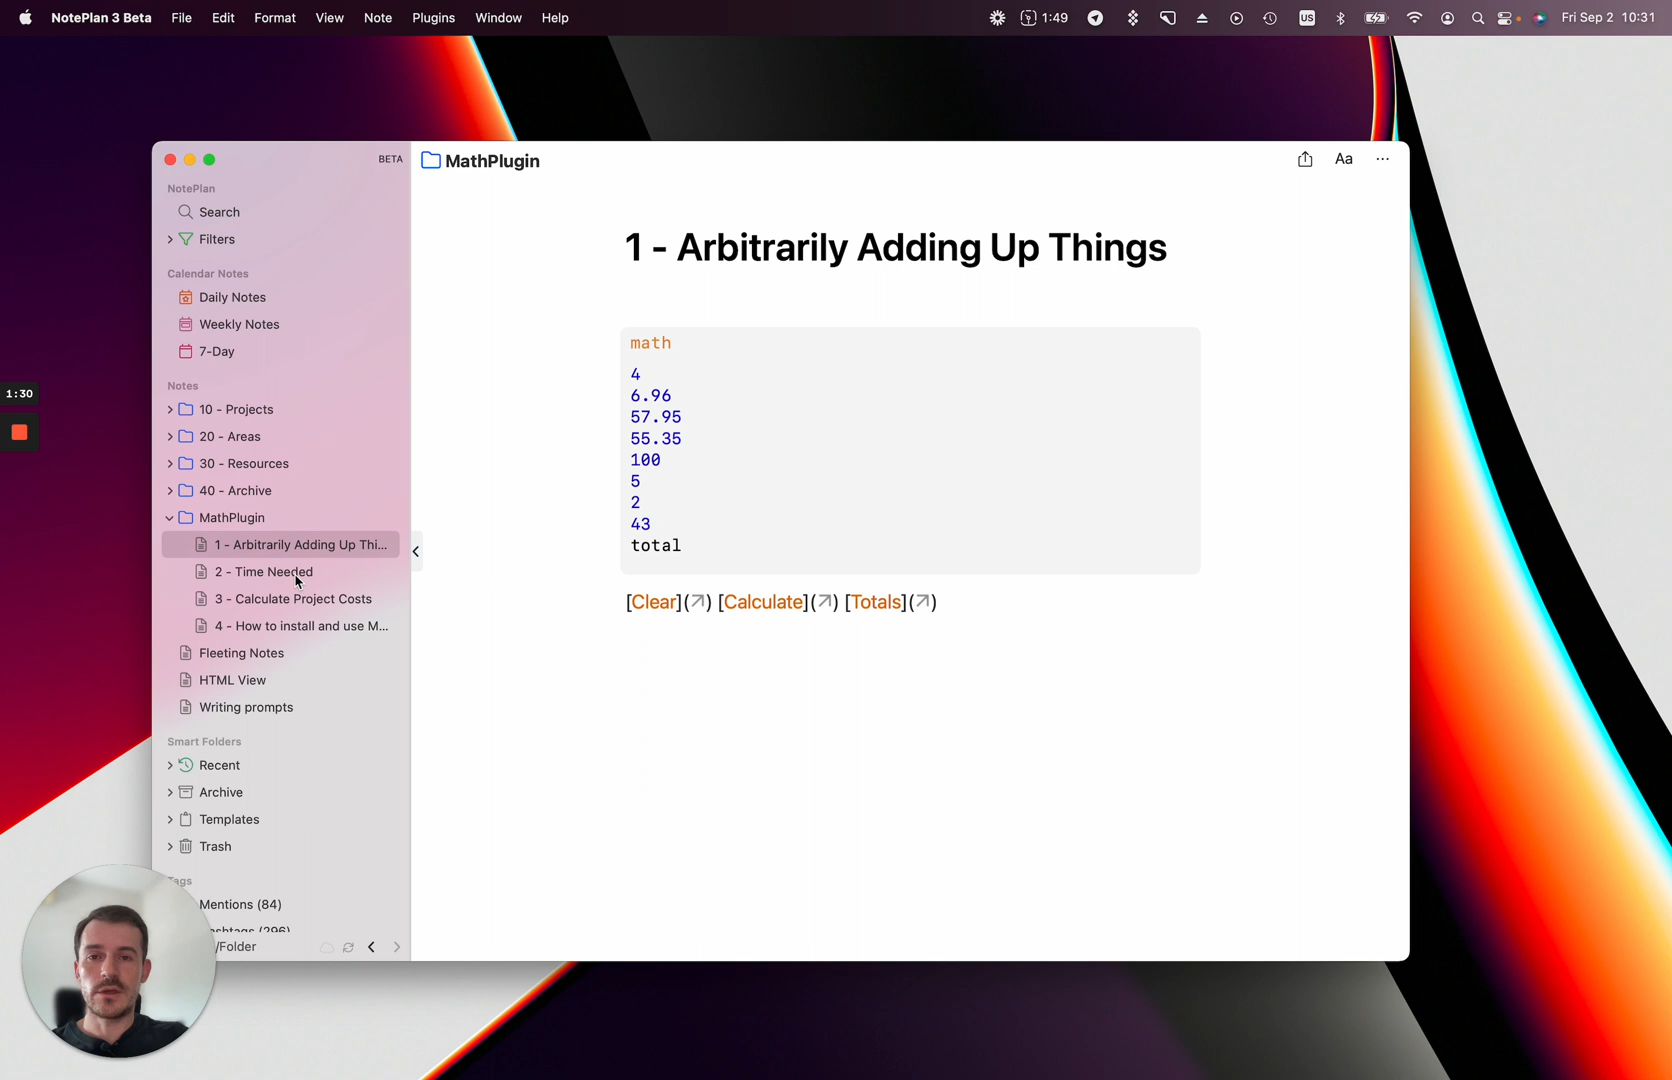 NotePlan 3 Beta File Edit Format View Note Plugins Window Help 1:49 US Fri Sep 2 10:31
BETA
NotePlan
Search
Filters
Calendar Notes
Daily Notes
Weekly Notes
7-Day
Notes
10 - Projects
20 - Areas
30 - Resources
40 - Archive
MathPlugin
1 - Arbitrarily Adding Up Thi...
2 - Time Needed
3 - Calculate Project Costs
4 - How to install and use M...
Fleeting Notes
HTML View
Writing prompts
Smart Folders
Recent
Archive
Templates
Trash
Tags
Mentions (84)
Hashtags (296)
/Folder
1:30
MathPlugin
Aa
1 - Arbitrarily Adding Up Things
math
4
6.96
57.95
55.35
100
5
2
43
total
[Clear](↗) [Calculate](↗) [Totals](↗)